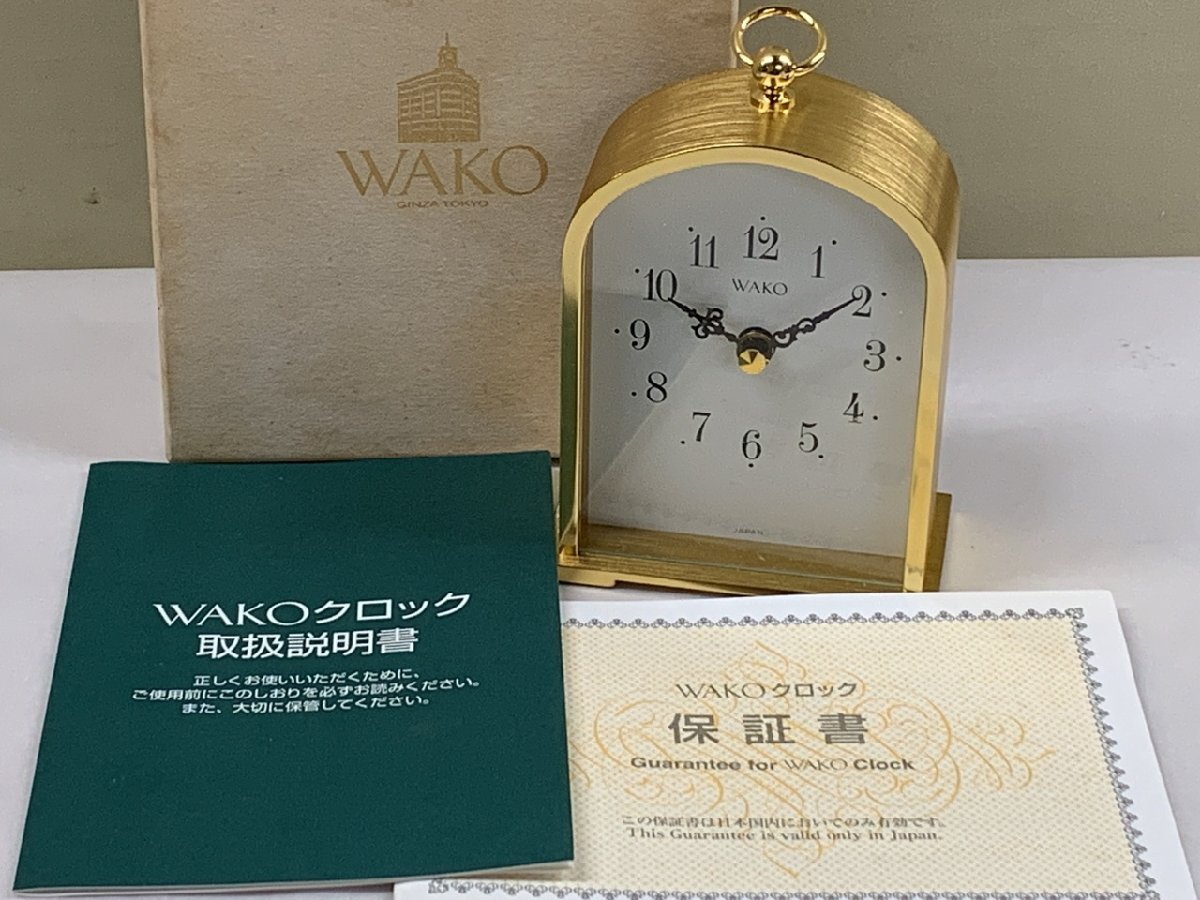 WAKO
GINZA TOKYO
12
11
1
10
WAKO
2
9
3
8
4
7
5
6
JAPAN
WAKOクロック
取扱説明書
正しくお使いいただくために、
ご使用前にこのしおりを必ずお読みください。
また、大切に保管してください。
WAKOクロック
保証書
Guarantee for WAKO Clock
この保証書は日本国内においてのみ有効です。
This Guarantee is valid only in Japan.